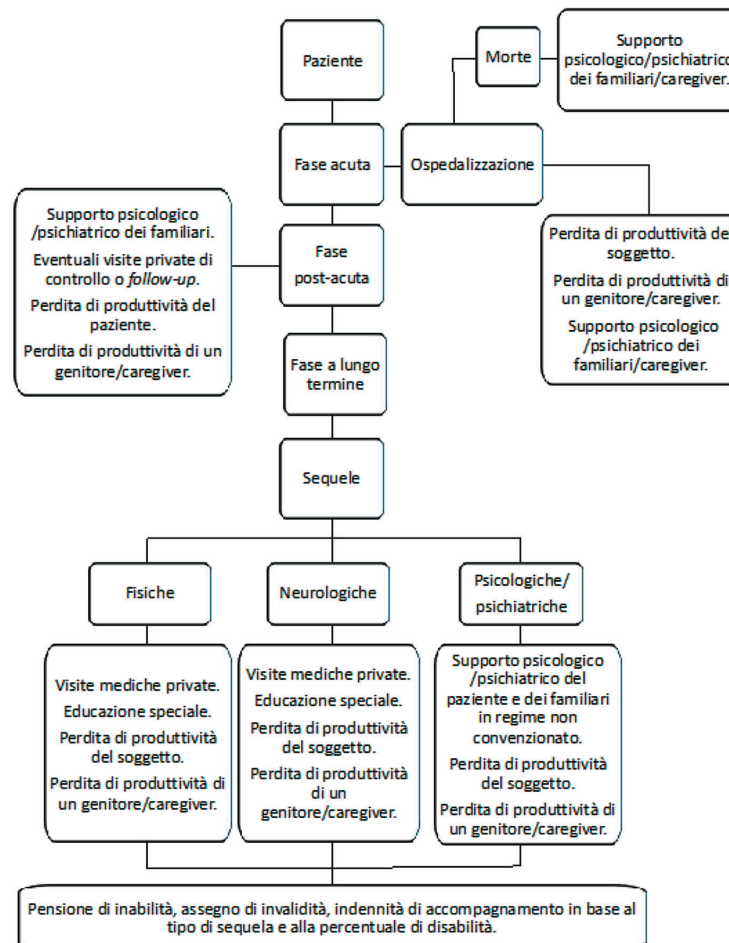 Paziente
Morte
Supporto
psicologico/psichiatrico
dei familiari/caregiver.
Fase acuta
Ospedalizzazione
Supporto psicologico
/psichiatrico dei familiari.
Eventuali visite private di
controllo o follow-up.
Perdita di produttività del
paziente.
Perdita di produttività di un
genitore/caregiver.
Fase
post-acuta
Perdita di produttività de
soggetto.
Perdita di produttività di
un genitore/caregiver.
Supporto psicologico
/psichiatrico dei
familiari/caregiver.
Fase a lungo
termine
Sequele
Fisiche
Neurologiche
Psicologiche/
psichiatriche
Visite mediche private.
Educazione speciale.
Perdita di produttività
del soggetto.
Perdita di produttività di
un genitore/caregiver.
Visite mediche private.
Educazione speciale.
Perdita di produttività
del soggetto.
Perdita di produttività
di un
genitore/caregiver.
Supporto psicologico
/psichiatrico del
paziente e dei familiari
in regime non
convenzionato.
Perdita di produttività
del soggetto.
Perdita di produttività di
un genitore/caregiver.
Pensione di inabilità, assegno di invalidità, indennità di accompagnamento in base al
tipo di sequela e alla percentuale di disabilità.